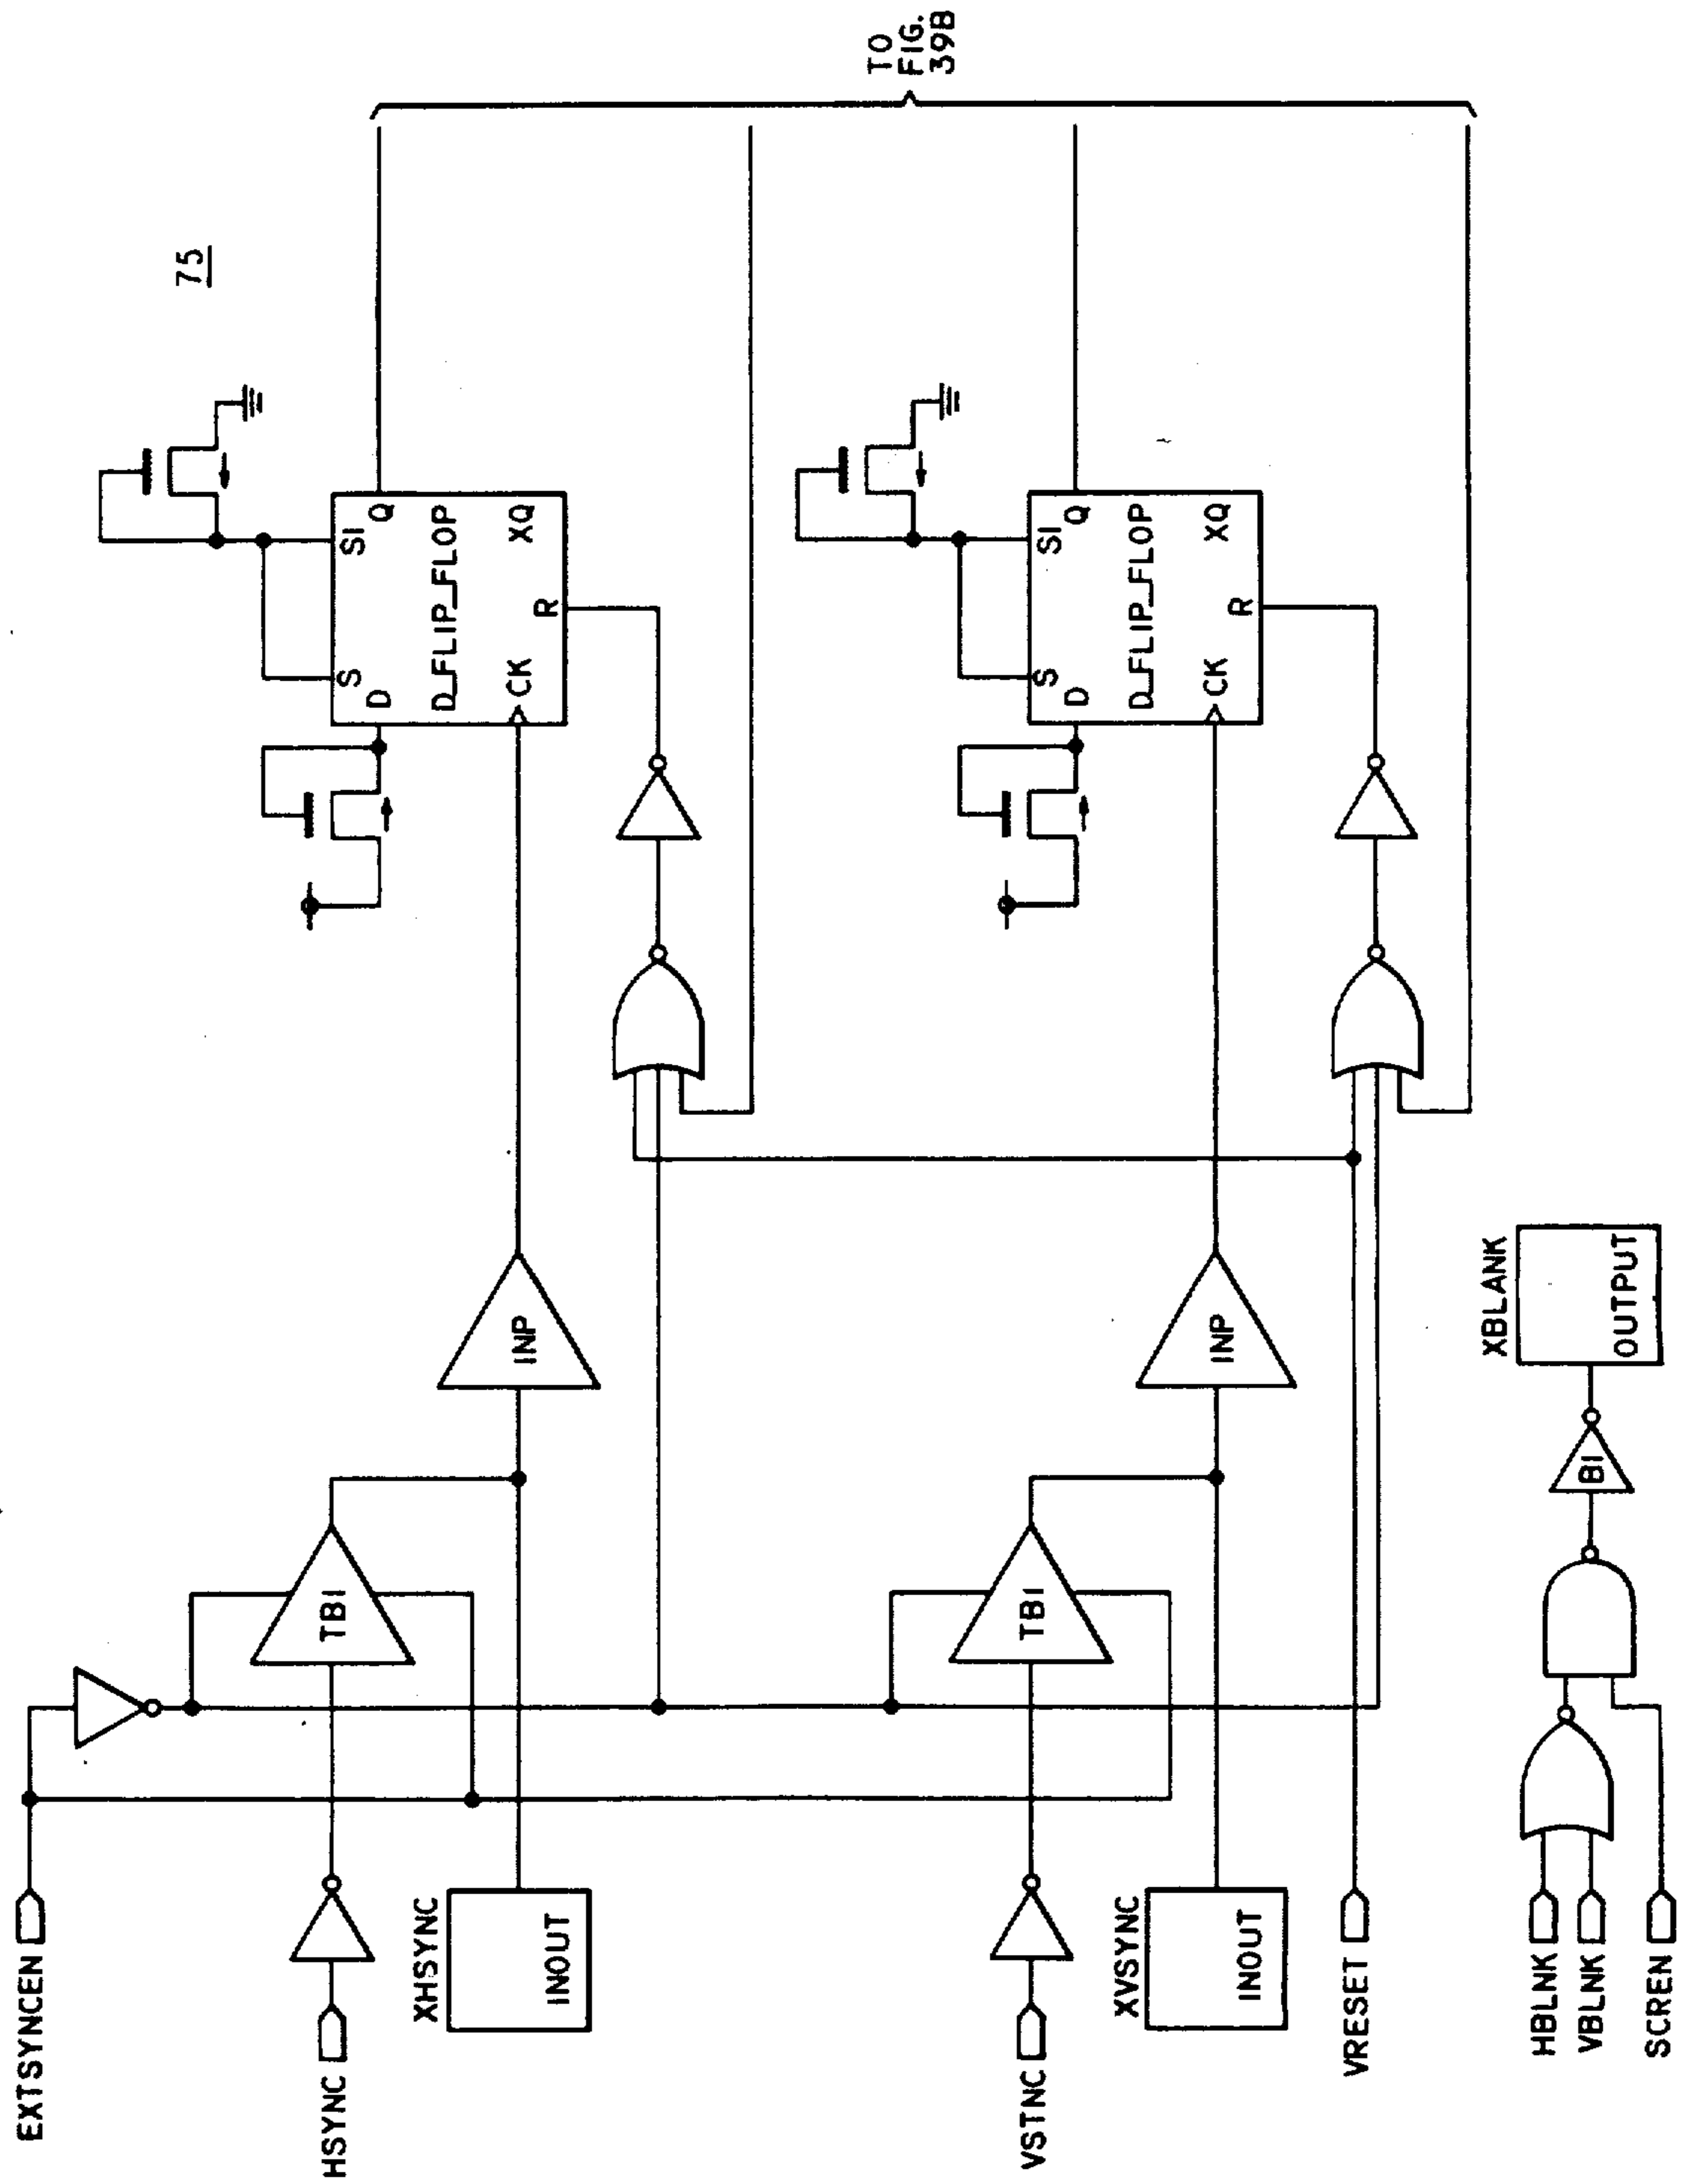 75
EXTSYNCEN
TBI
HSYNC
XHSYNC
INOUT
INP
S
SI
D
Q
D_FLIP_FLOP
CK
XQ
R
TO
FIG.
39B
TBI
VSTNC
XVSYNC
INOUT
INP
S
SI
D
Q
D_FLIP_FLOP
CK
XQ
R
VRESET
HBLNK
VBLNK
SCREN
BI
XBLANK
OUTPUT